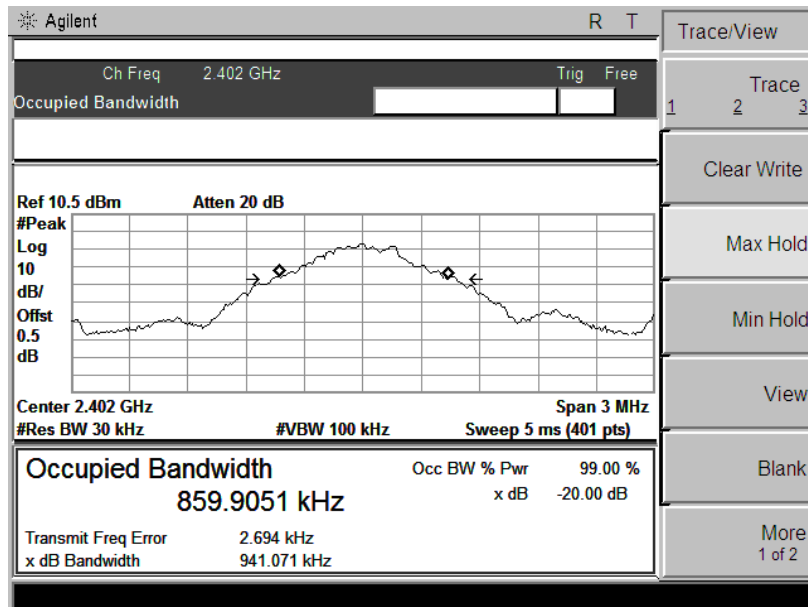 Agilent R T
Trace/View
Ch Freq 2.402 GHz Trig Free
Occupied Bandwidth
Trace
1 2 3
Clear Write
Ref 10.5 dBm Atten 20 dB
#Peak
Log
10
dB/
Offst
0.5
dB
Max Hold
Min Hold
View
Center 2.402 GHz Span 3 MHz
#Res BW 30 kHz #VBW 100 kHz Sweep 5 ms (401 pts)
Occupied Bandwidth
859.9051 kHz
Occ BW % Pwr 99.00 %
x dB -20.00 dB
Transmit Freq Error 2.694 kHz
x dB Bandwidth 941.071 kHz
Blank
More
1 of 2